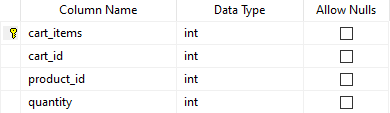 Column Name Data Type Allow Nulls
cart_items int
cart_id int
product_id int
quantity int